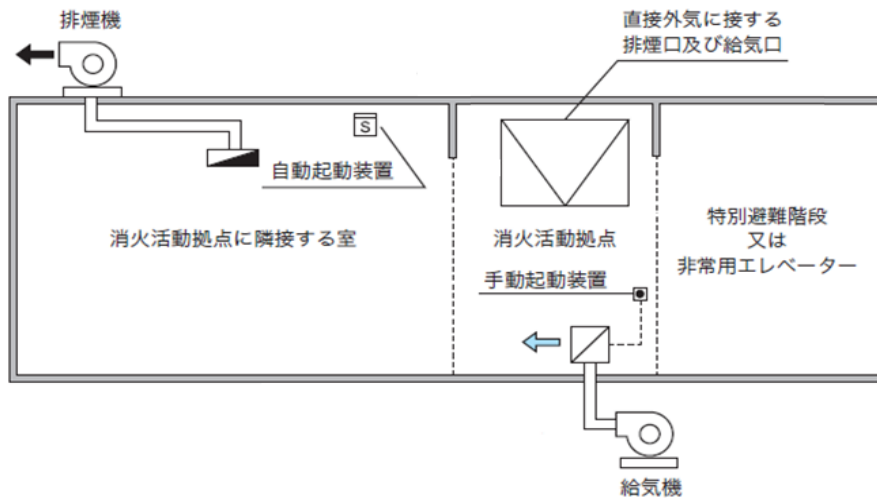 排煙機
直接外気に接する
排煙口及び給気口
S
自動起動装置
消火活動拠点に隣接する室
消火活動拠点
特別避難階段
又は
非常用エレベーター
手動起動装置
給気機